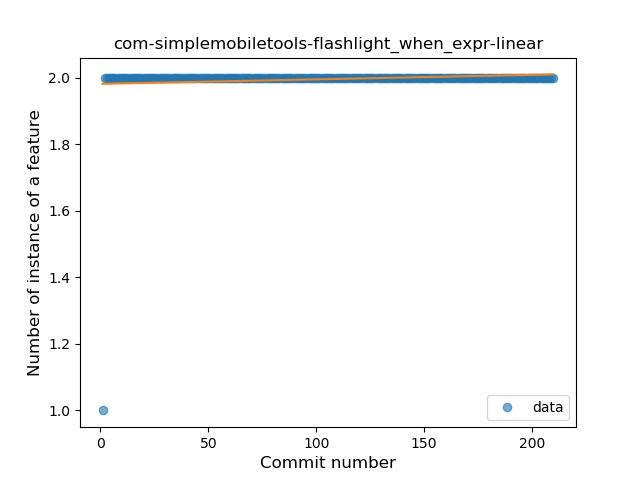 com-simplemobiletools-flashlight_when_expr-linear
Number of instance of a feature
2.0
1.8
1.6
1.4
1.2
1.0
0
50
100
150
200
Commit number
data